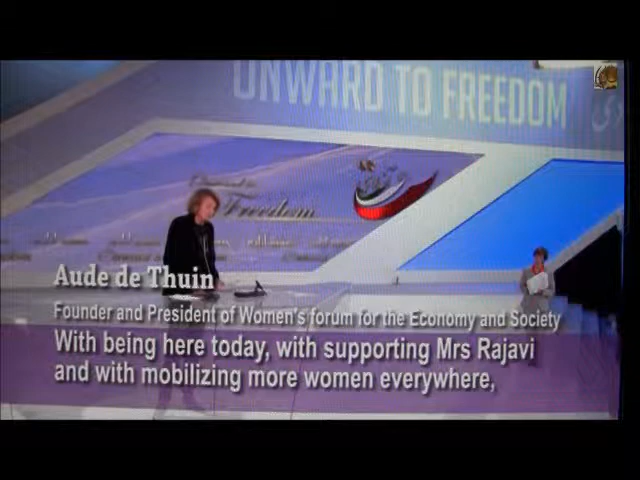 ONWARD TO FREEDOM
Freedom
Aude de Thuin
Founder and President of Women's forum for the Economy and Society
With being here today, with supporting Mrs Rajavi
and with mobilizing more women everywhere,